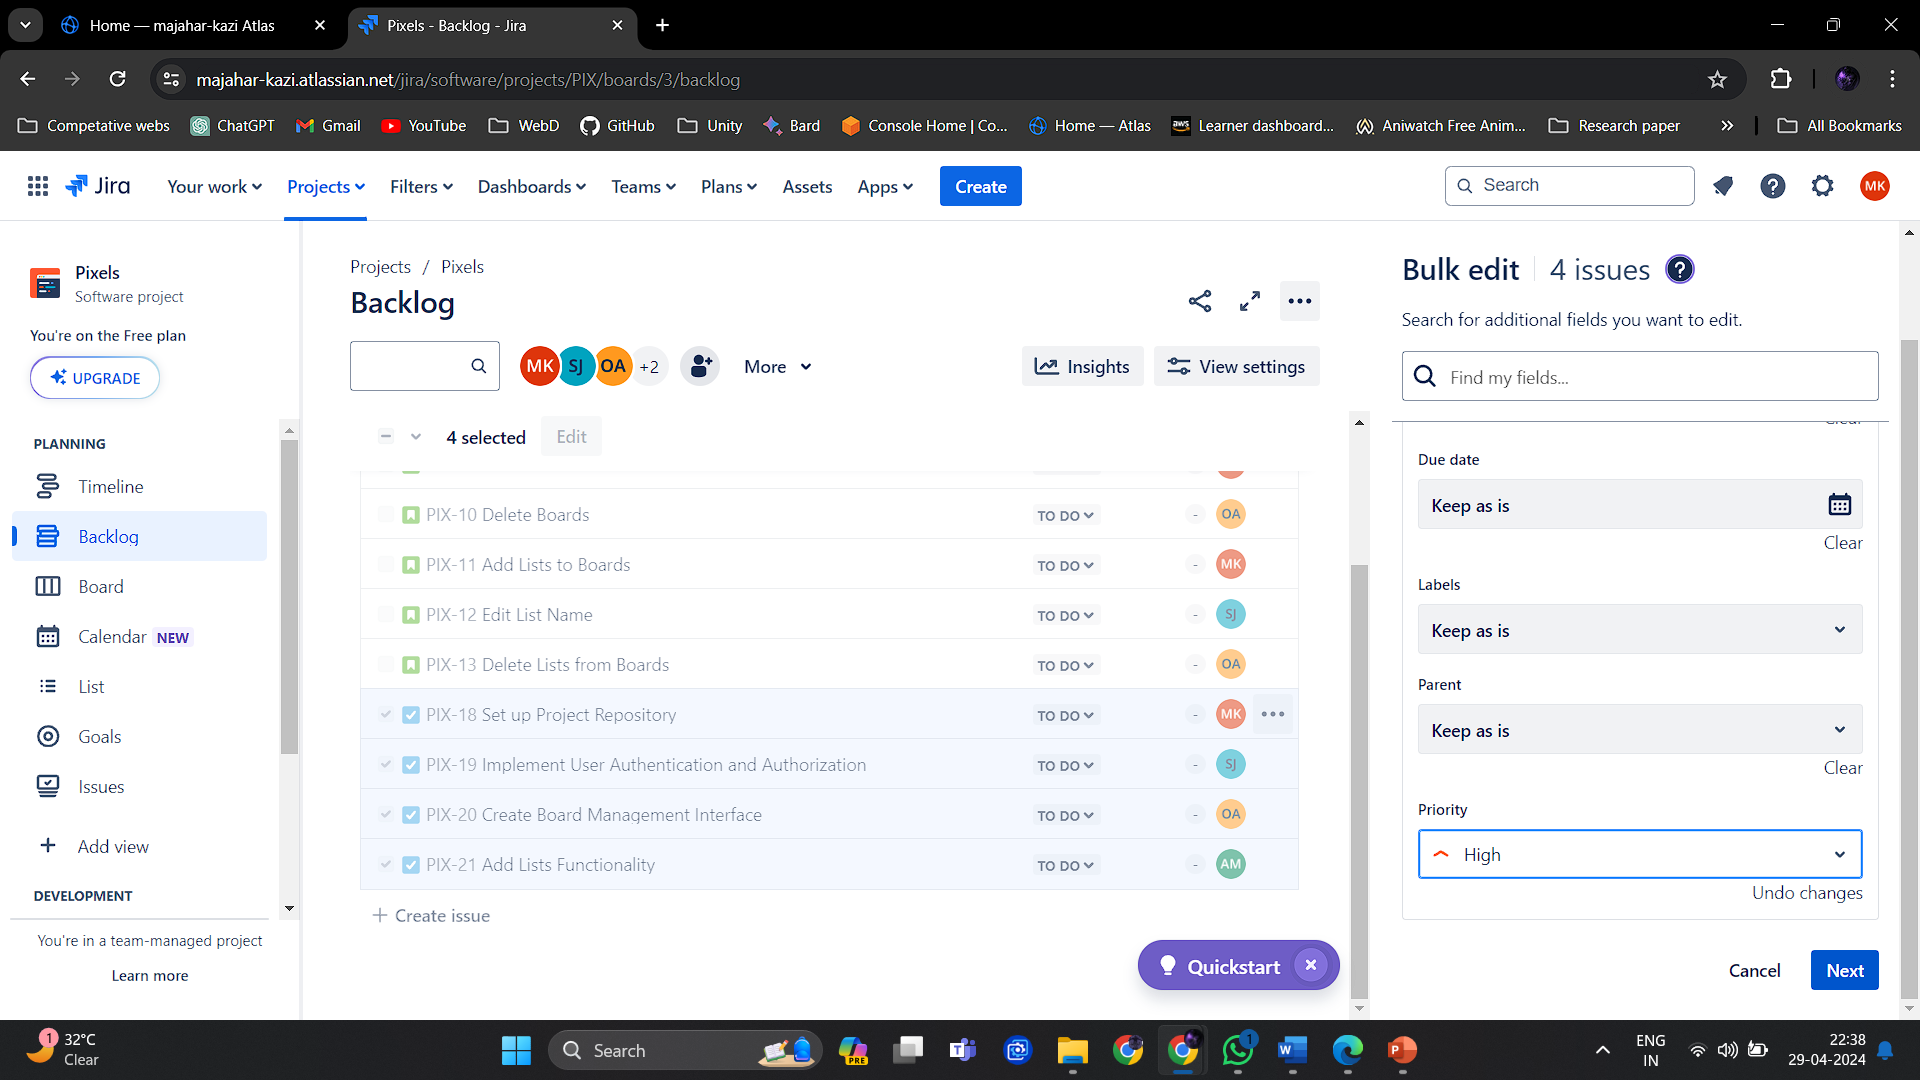 Home — majahar-kazi Atlas
Pixels - Backlog - Jira
majahar-kazi.atlassian.net/jira/software/projects/PIX/boards/3/backlog
Competative webs
ChatGPT
Gmail
YouTube
WebD
GitHub
Unity
Bard
Console Home | Co...
Home — Atlas
aws
Learner dashboard...
Aniwatch Free Anim...
Research paper
All Bookmarks
Jira
Your work
Projects
Filters
Dashboards
Teams
Plans
Assets
Apps
Create
Search
MK
Pixels
Software project
You're on the Free plan
UPGRADE
PLANNING
Timeline
Backlog
Board
Calendar NEW
List
Goals
Issues
Add view
DEVELOPMENT
You're in a team-managed project
Learn more
Projects / Pixels
Backlog
MK SJ OA +2
More
Insights
View settings
4 selected
Edit
PIX-10 Delete Boards TO DO - OA
PIX-11 Add Lists to Boards TO DO - MK
PIX-12 Edit List Name TO DO - SJ
PIX-13 Delete Lists from Boards TO DO - OA
PIX-18 Set up Project Repository TO DO - MK
PIX-19 Implement User Authentication and Authorization TO DO - SJ
PIX-20 Create Board Management Interface TO DO - OA
PIX-21 Add Lists Functionality TO DO - AM
+ Create issue
Quickstart
Bulk edit 4 issues
Search for additional fields you want to edit.
Find my fields...
Clear
Due date
Keep as is
Clear
Labels
Keep as is
Parent
Keep as is
Clear
Priority
High
Undo changes
Cancel
Next
1
32°C
Clear
Search
PRE
1
ENG
IN
22:38
29-04-2024